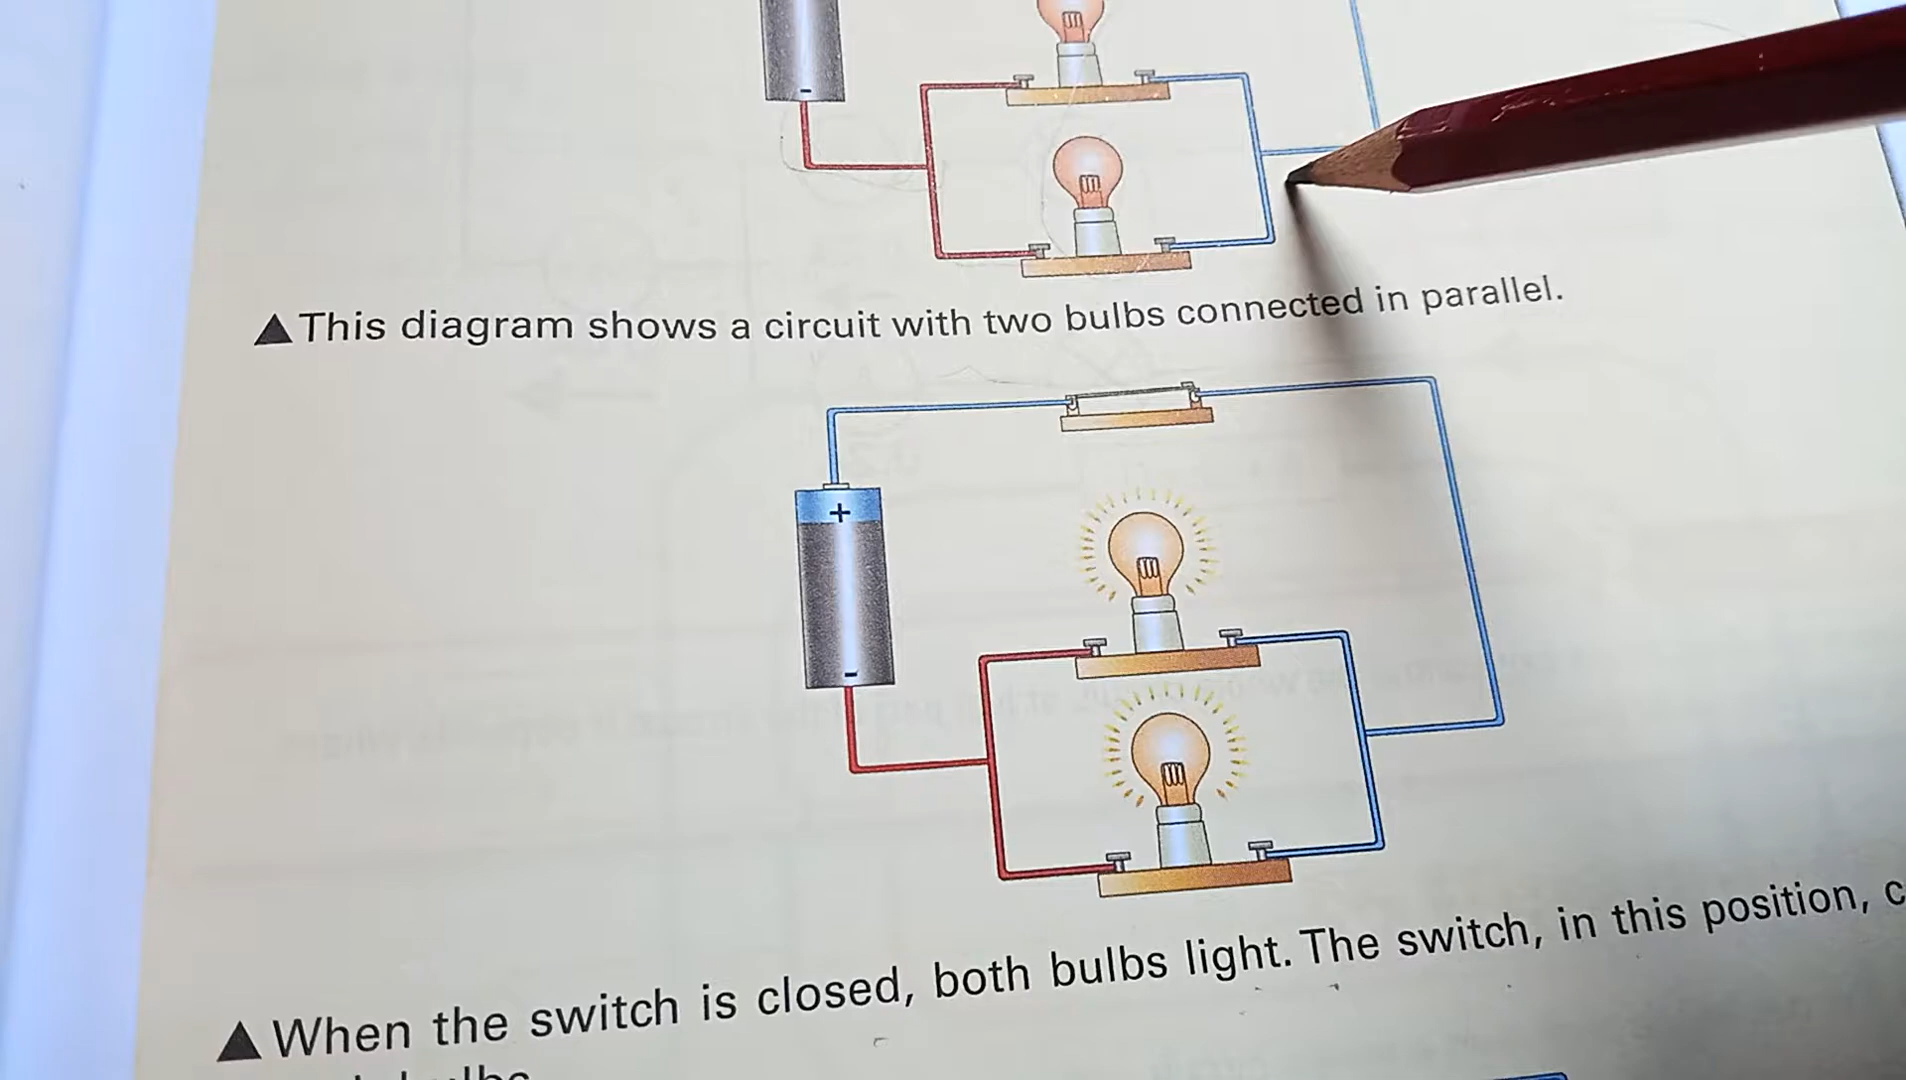 -
▲ This diagram shows a circuit with two bulbs connected in parallel.
+
-
▲ When the switch is closed, both bulbs light. The switch, in this position, c